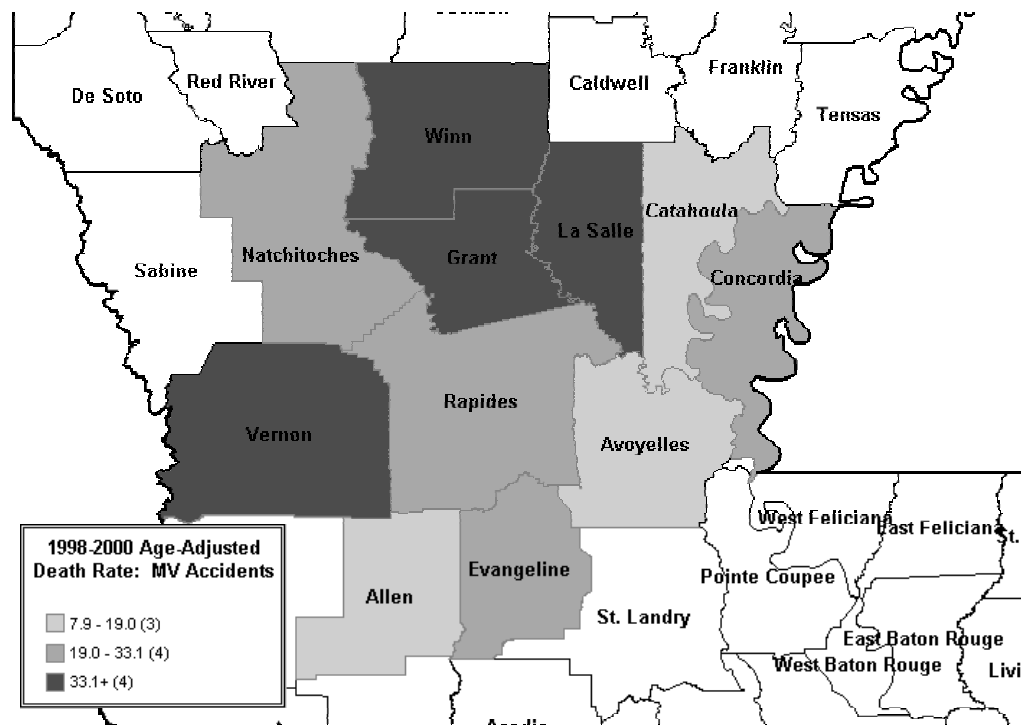 Caldwell
Franklin
De Soto
Red River
Tensas
Winn
Catahoula
La Salle
Natchitoches
Grant
Sabine
Concordia
Rapides
Vernon
Avoyelles
West Feliciana
East Feliciana
St.
1998-2000 Age-Adjusted
Death Rate: MV Accidents
7.9 - 19.0 (3)
19.0 - 33.1 (4)
33.1+ (4)
Evangeline
Pointe Coupee
Allen
St. Landry
East Baton Rouge
West Baton Rouge
Livi